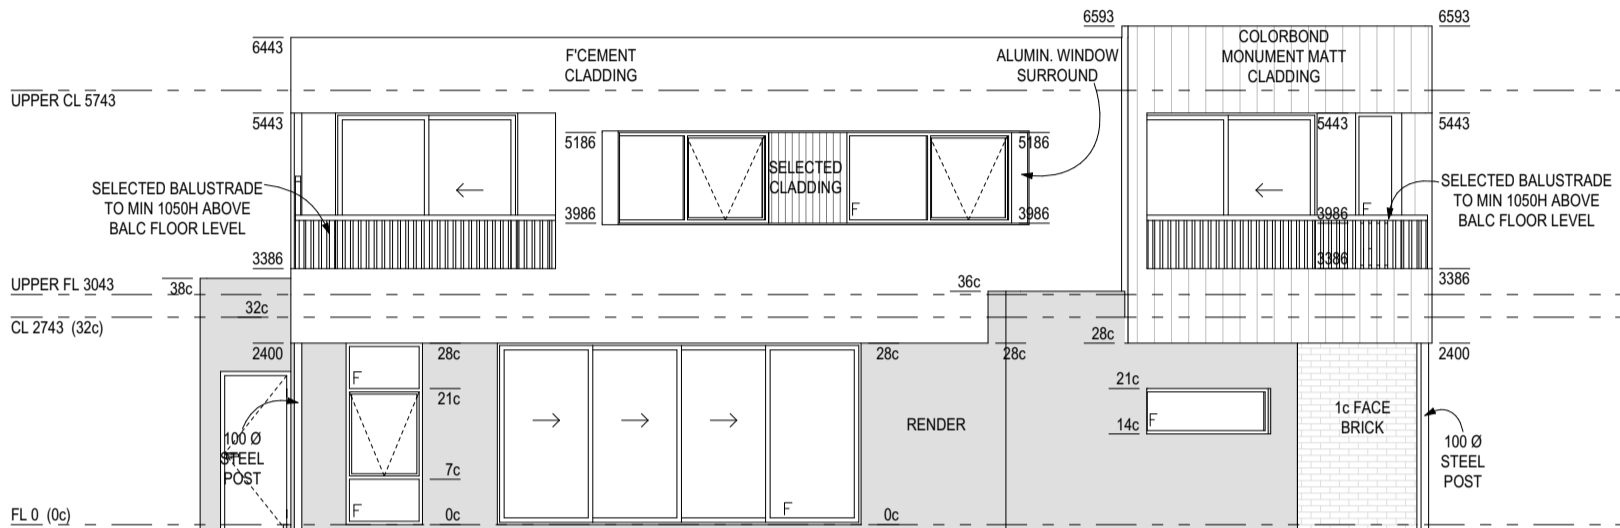 6593
6593
6443
F'CEMENT
CLADDING
ALUMIN. WINDOW
SURROUND
COLORBOND
MONUMENT MATT
CLADDING
UPPER CL 5743
5443
5186
5186
5443
5443
SELECTED
CLADDING
SELECTED BALUSTRADE
TO MIN 1050H ABOVE
BALC FLOOR LEVEL
F
3986
F
3986
3986
F
SELECTED BALUSTRADE
TO MIN 1050H ABOVE
BALC FLOOR LEVEL
3386
3386
3386
UPPER FL 3043
38c
36c
32c
CL 2743 (32c)
2400
28c
28c
28c
28c
2400
F
21c
21c
F
14c
RENDER
1c FACE
BRICK
100 Ø
STEEL
POST
100 Ø
STEEL
POST
7c
F
F
FL 0 (0c)
0c
0c